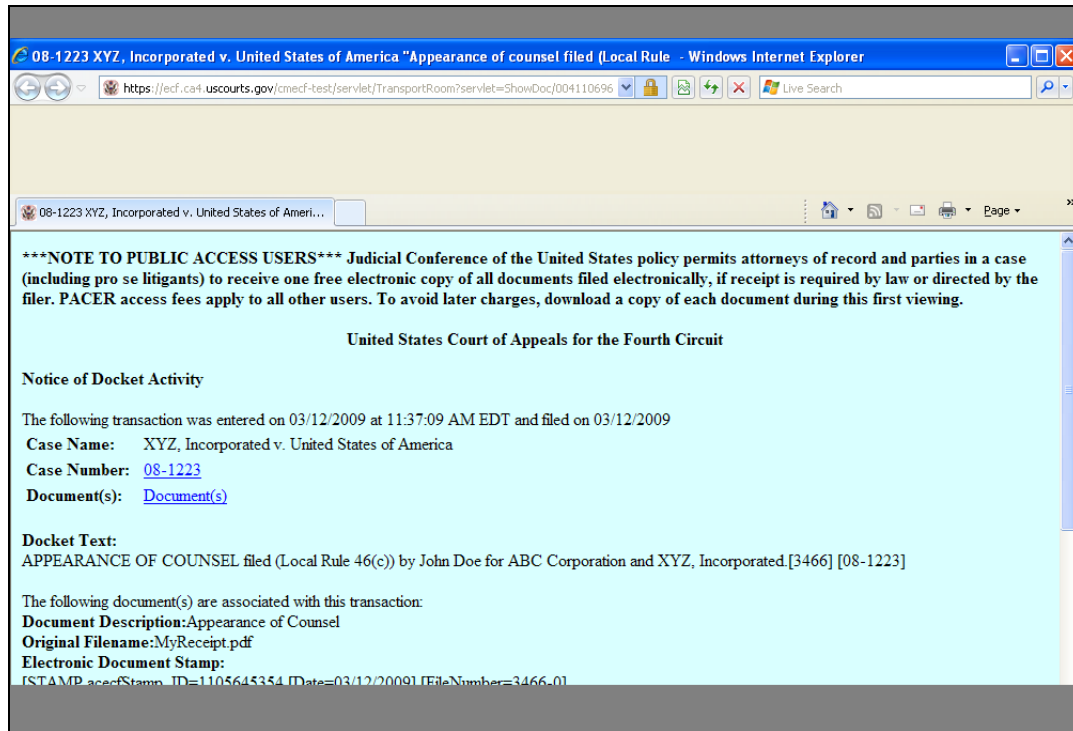 08-1223 XYZ, Incorporated v. United States of America "Appearance of counsel filed (Local Rule - Windows Internet Explorer
https://ecf.ca4.uscourts.gov/cmecf-test/servlet/TransportRoom?servlet=ShowDoc/004110696
Live Search
08-1223 XYZ, Incorporated v. United States of Ameri...
Page
***NOTE TO PUBLIC ACCESS USERS*** Judicial Conference of the United States policy permits attorneys of record and parties in a case
(including pro se litigants) to receive one free electronic copy of all documents filed electronically, if receipt is required by law or directed by the
filer. PACER access fees apply to all other users. To avoid later charges, download a copy of each document during this first viewing.
United States Court of Appeals for the Fourth Circuit
Notice of Docket Activity
The following transaction was entered on 03/12/2009 at 11:37:09 AM EDT and filed on 03/12/2009
Case Name: XYZ, Incorporated v. United States of America
Case Number: 08-1223
Document(s): Document(s)
Docket Text:
APPEARANCE OF COUNSEL filed (Local Rule 46(c)) by John Doe for ABC Corporation and XYZ, Incorporated.[3466] [08-1223]
The following document(s) are associated with this transaction:
Document Description:Appearance of Counsel
Original Filename:MyReceipt.pdf
Electronic Document Stamp:
[STAMP acecfStamp_ID=1105645354 [Date=03/12/2009] [FileNumber=3466-0]